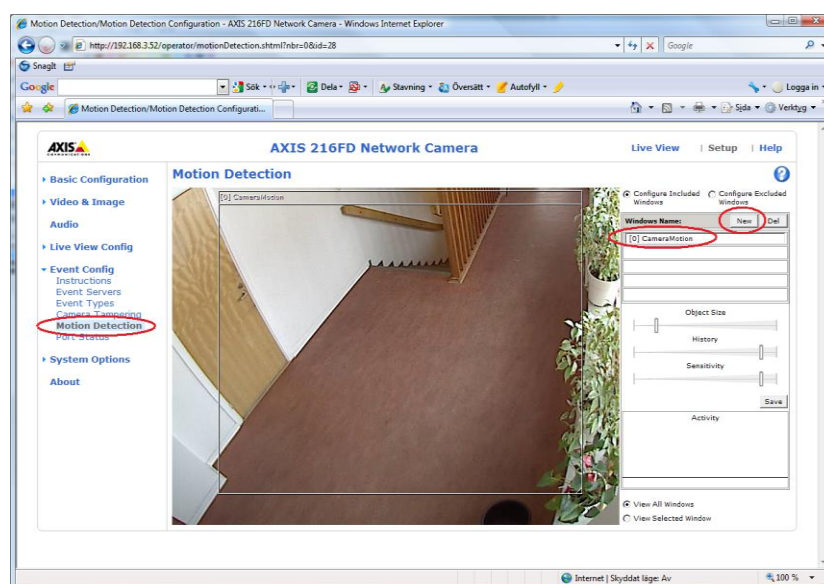 Motion Detection/Motion Detection Configuration - AXIS 216FD Network Camera - Windows Internet Explorer
http://192.168.3.52/operator/motionDetection.shtml?nbr=0&id=28
Google
SnagIt
Google
Sök
Dela
Stavning
Översätt
Autofyll
Logga in
Motion Detection/Motion Detection Configurati...
Sida
Verktyg
AXIS
COMMUNICATIONS
AXIS 216FD Network Camera
Live View | Setup | Help
Basic Configuration
Video & Image
Audio
Live View Config
Event Config
Instructions
Event Servers
Event Types
Camera Tampering
Motion Detection
Port Status
System Options
About
Motion Detection
[0] CameraMotion
Configure Included Windows
Configure Excluded Windows
Windows Name:
New
Del
[0] CameraMotion
Object Size
History
Sensitivity
Save
Activity
View All Windows
View Selected Window
Internet | Skyddat läge: Av
100 %